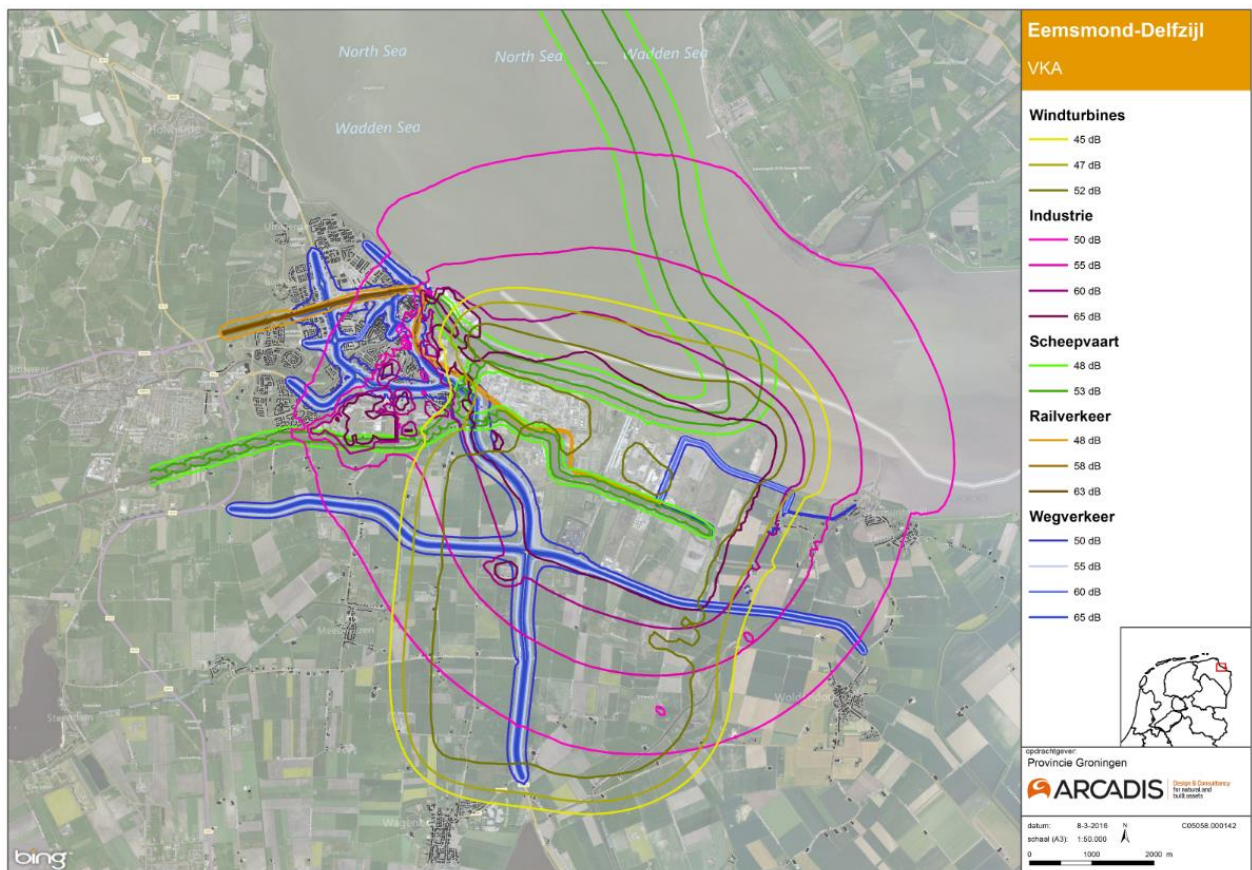 North Sea
North Sea
Wadden Sea
Wadden Sea
Wagenb
bing
Eemsmond-Delfzijl
VKA
Windturbines
45 dB
47 dB
52 dB
Industrie
50 dB
55 dB
60 dB
65 dB
Scheepvaart
48 dB
53 dB
Railverkeer
48 dB
58 dB
63 dB
Wegverkeer
50 dB
55 dB
60 dB
65 dB
opdrachtgever:
Provincie Groningen
ARCADIS
Design & Consultancy
for natural and
built assets
datum: 8-3-2016 N C05058.000142
schaal (A3): 1:50.000
0 1000 2000 m